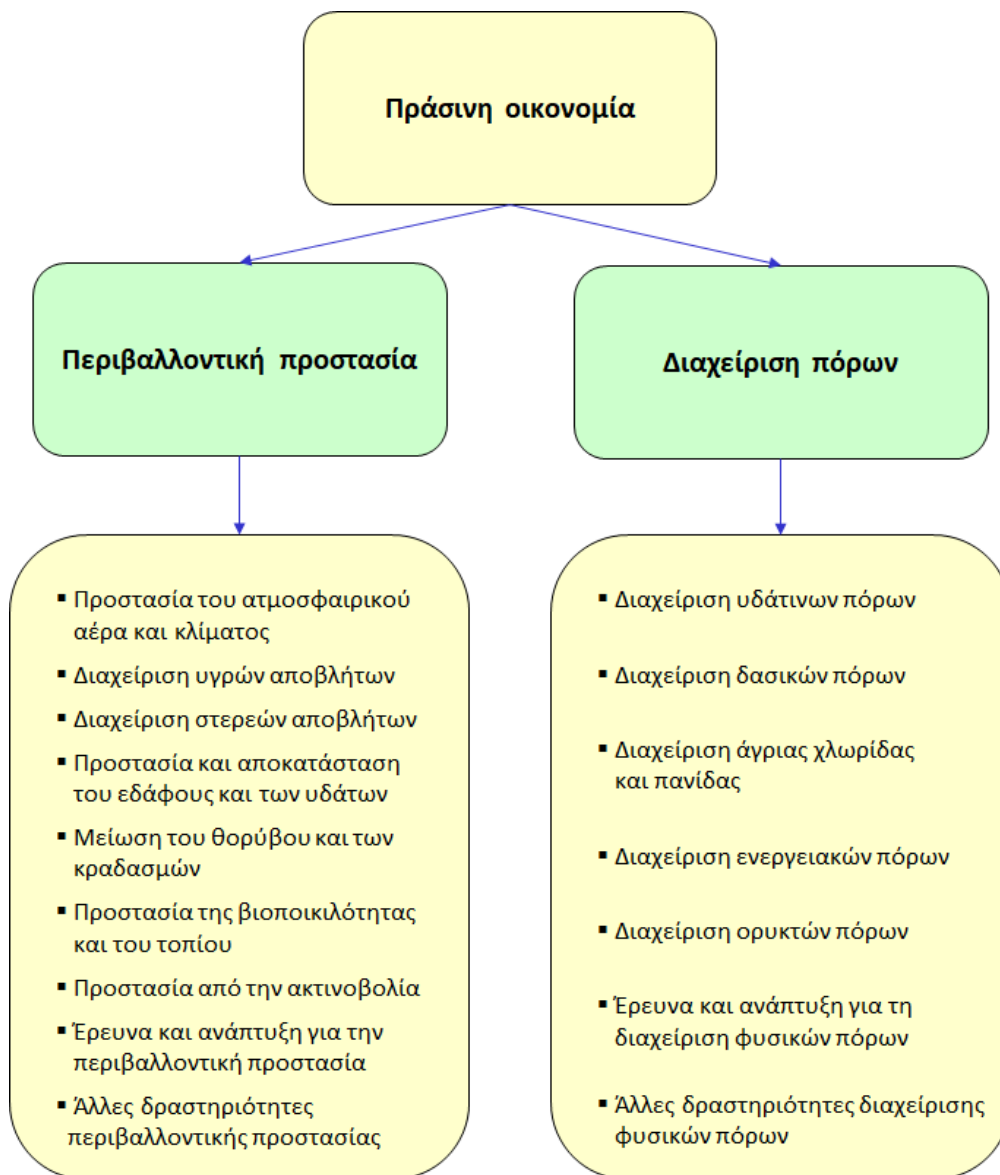 Πράσινη οικονομία
Περιβαλλοντική προστασία
▪ Προστασία του ατμοσφαιρικού
αέρα και κλίματος
▪ Διαχείριση υγρών αποβλήτων
▪ Διαχείριση στερεών αποβλήτων
▪ Προστασία και αποκατάσταση
του εδάφους και των υδάτων
▪ Μείωση του θορύβου και των
κραδασμών
▪ Προστασία της βιοποικιλότητας
και του τοπίου
▪ Προστασία από την ακτινοβολία
▪ Έρευνα και ανάπτυξη για την
περιβαλλοντική προστασία
▪ Άλλες δραστηριότητες
περιβαλλοντικής προστασίας
Διαχείριση πόρων
▪ Διαχείριση υδάτινων πόρων
▪ Διαχείριση δασικών πόρων
▪ Διαχείριση άγριας χλωρίδας
και πανίδας
▪ Διαχείριση ενεργειακών πόρων
▪ Διαχείριση ορυκτών πόρων
▪ Έρευνα και ανάπτυξη για τη
διαχείριση φυσικών πόρων
▪ Άλλες δραστηριότητες διαχείρισης
φυσικών πόρων